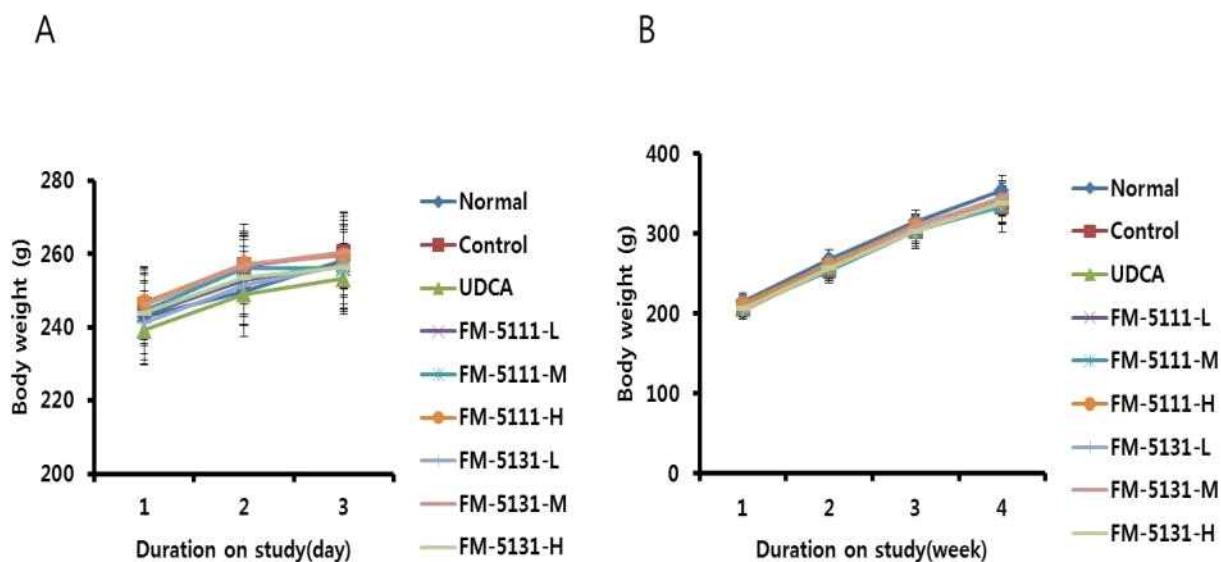 A
280
260
240
220
200
Body weight (g)
1 2 3
Duration on study(day)
Normal
Control
UDCA
FM-5111-L
FM-5111-M
FM-5111-H
FM-5131-L
FM-5131-M
FM-5131-H
B
400
300
200
100
0
Body weight (g)
1 2 3 4
Duration on study(week)
Normal
Control
UDCA
FM-5111-L
FM-5111-M
FM-5111-H
FM-5131-L
FM-5131-M
FM-5131-H